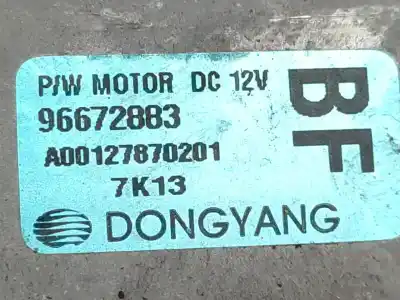 P/W MOTOR DC 12V
96672883
A00127870201
7K13
DONGYANG
BF